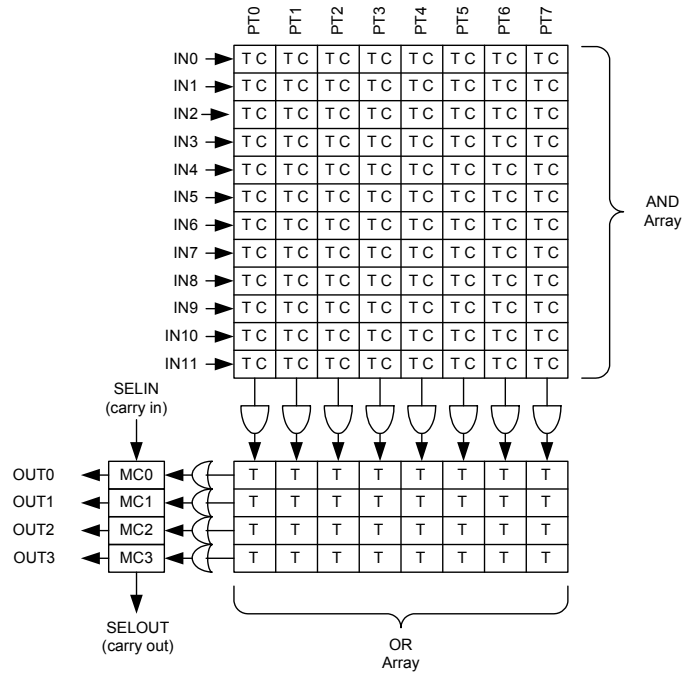 PT0 PT1 PT2 PT3 PT4 PT5 PT6 PT7
IN0 T C T C T C T C T C T C T C T C
IN1 T C T C T C T C T C T C T C T C
IN2 T C T C T C T C T C T C T C T C
IN3 T C T C T C T C T C T C T C T C
IN4 T C T C T C T C T C T C T C T C
IN5 T C T C T C T C T C T C T C T C
IN6 T C T C T C T C T C T C T C T C
IN7 T C T C T C T C T C T C T C T C
IN8 T C T C T C T C T C T C T C T C
IN9 T C T C T C T C T C T C T C T C
IN10 T C T C T C T C T C T C T C T C
IN11 T C T C T C T C T C T C T C T C
AND
Array
SELIN
(carry in)
OUT0 MC0 T T T T T T T T
OUT1 MC1 T T T T T T T T
OUT2 MC2 T T T T T T T T
OUT3 MC3 T T T T T T T T
SELOUT
(carry out)
OR
Array